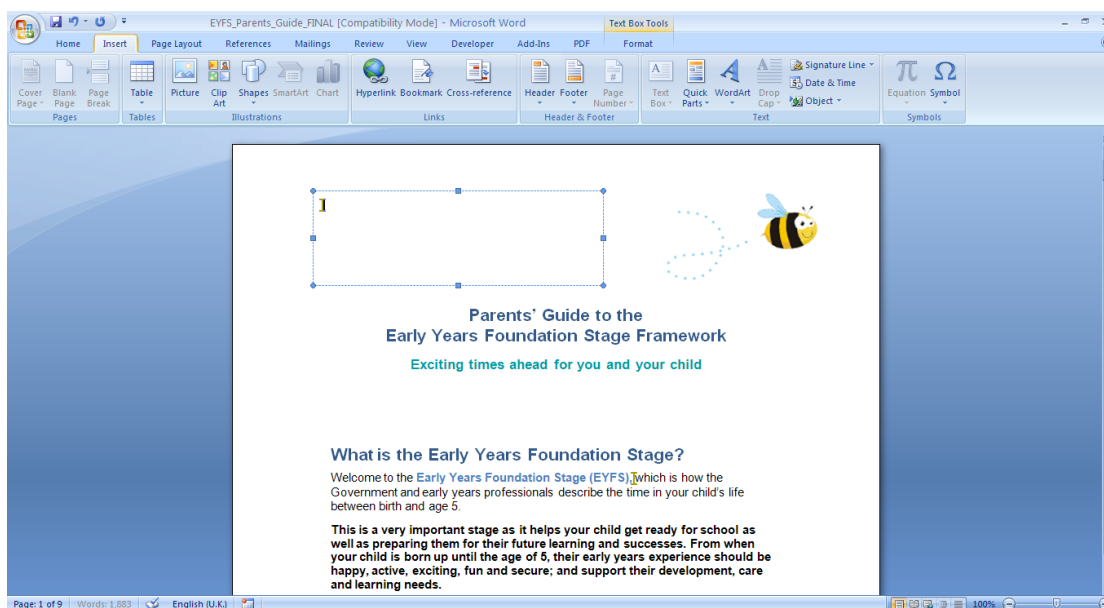 EYFS_Parents_Guide_FINAL [Compatibility Mode] - Microsoft Word
Text Box Tools
Home Insert Page Layout References Mailings Review View Developer Add-Ins PDF Format
Cover Page
Blank Page
Page Break
Pages
Table
Tables
Picture
Clip Art
Shapes
SmartArt
Chart
Illustrations
Hyperlink
Bookmark
Cross-reference
Links
Header
Footer
Page Number
Header & Footer
Text Box
Quick Parts
WordArt
Drop Cap
Signature Line
Date & Time
Object
Text
π
Equation
Ω
Symbol
Symbols
Parents' Guide to the
Early Years Foundation Stage Framework
Exciting times ahead for you and your child
What is the Early Years Foundation Stage?
Welcome to the Early Years Foundation Stage (EYFS), which is how the
Government and early years professionals describe the time in your child's life
between birth and age 5.
This is a very important stage as it helps your child get ready for school as
well as preparing them for their future learning and successes. From when
your child is born up until the age of 5, their early years experience should be
happy, active, exciting, fun and secure; and support their development, care
and learning needs.
Page: 1 of 9 Words: 1,883 English (U.K.) 100%